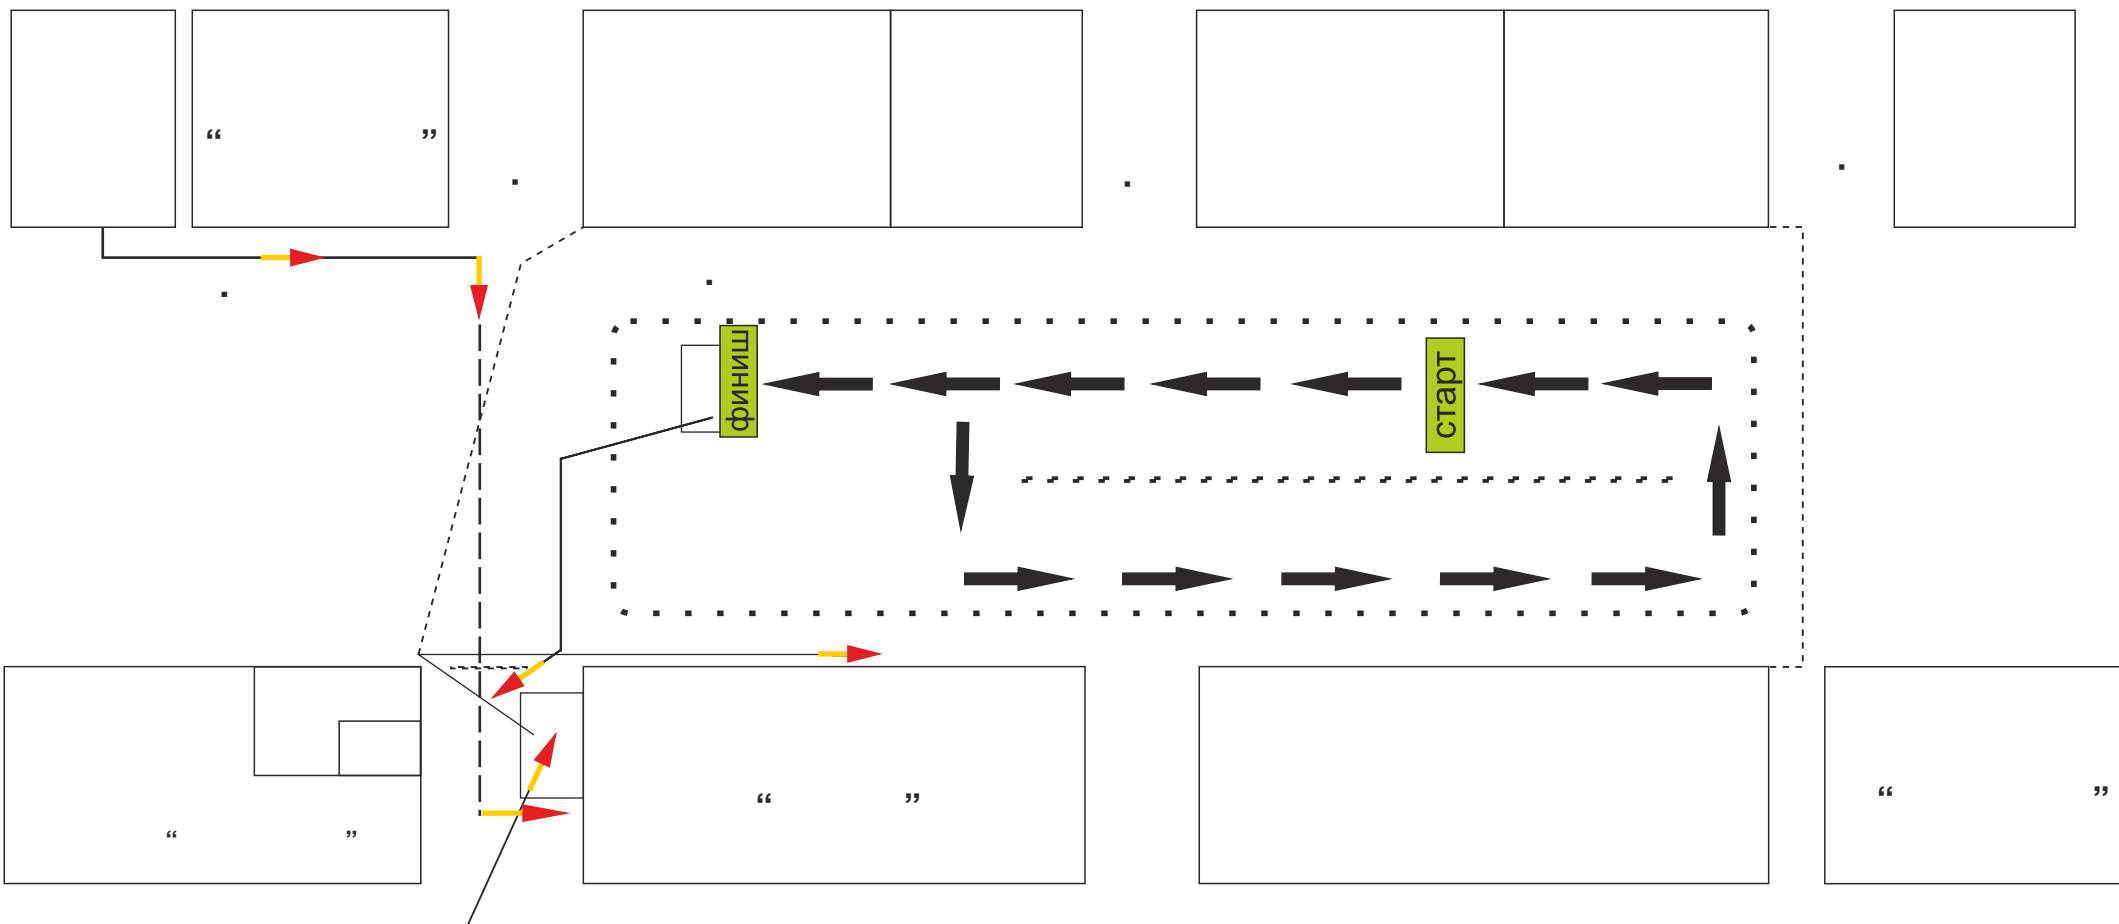 “ ”
финиш
старт
“ ”
“ ”
“ ”